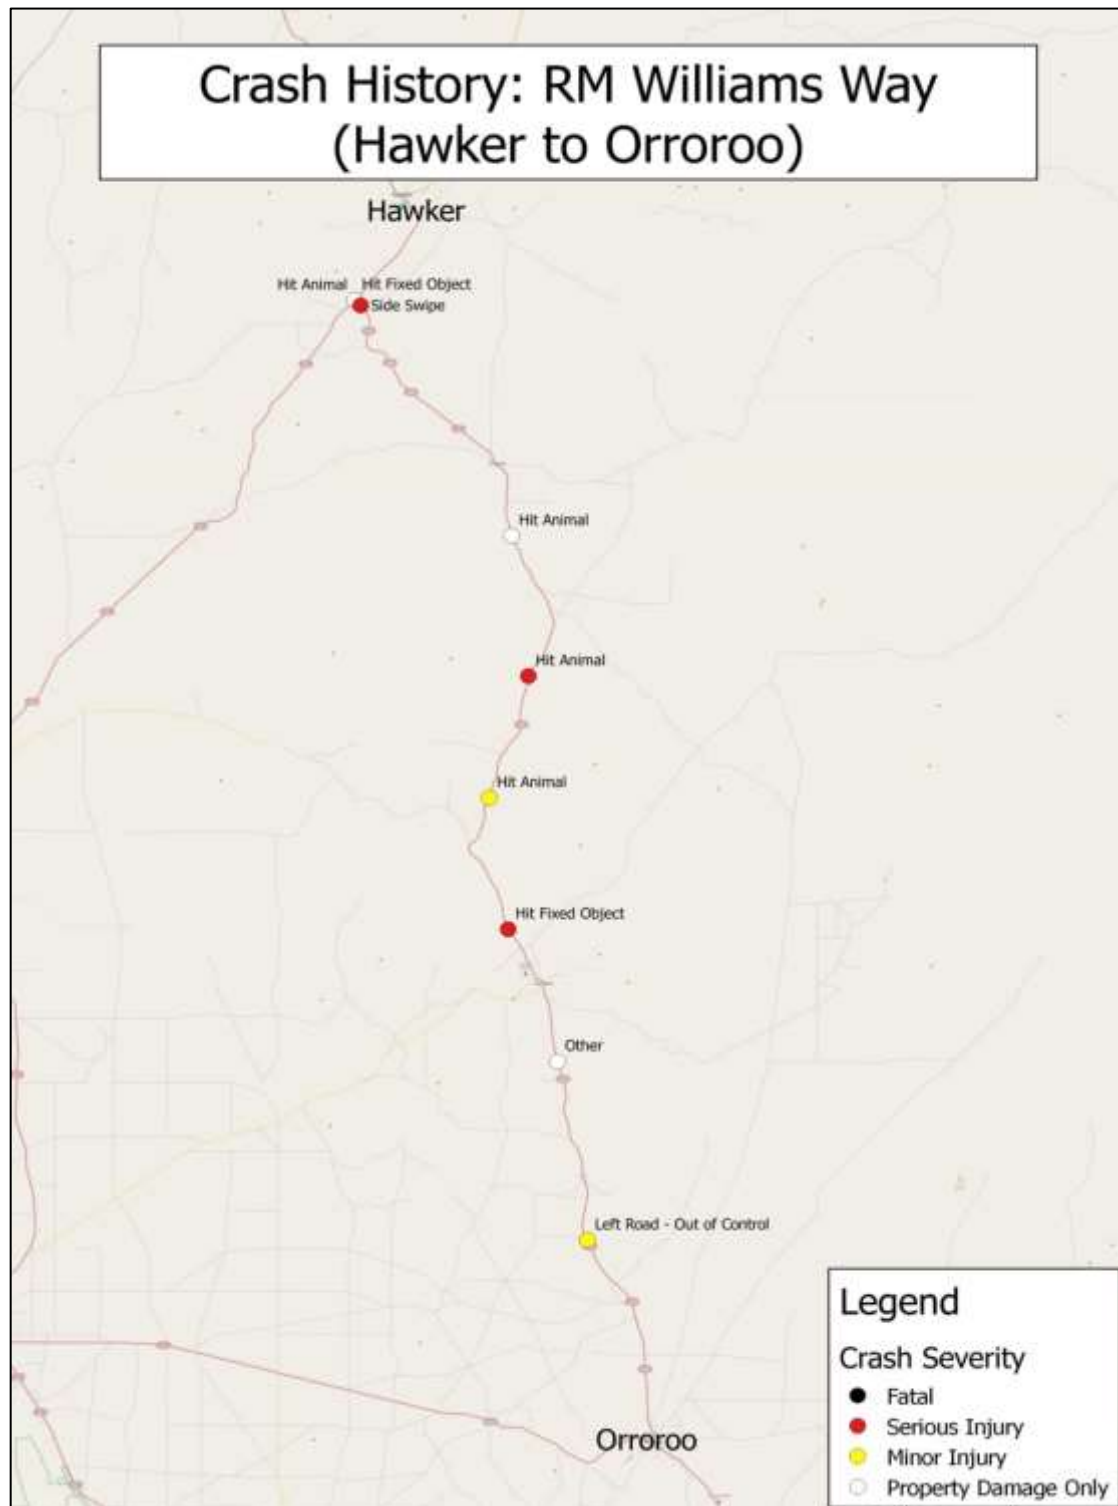 Crash History: RM Williams Way
(Hawker to Orroroo)
Hawker
Hit Animal
Hit Fixed Object
Side Swipe
Hit Animal
Hit Animal
Hit Animal
Hit Fixed Object
Other
Left Road - Out of Control
Orroroo
Legend
Crash Severity
Fatal
Serious Injury
Minor Injury
Property Damage Only